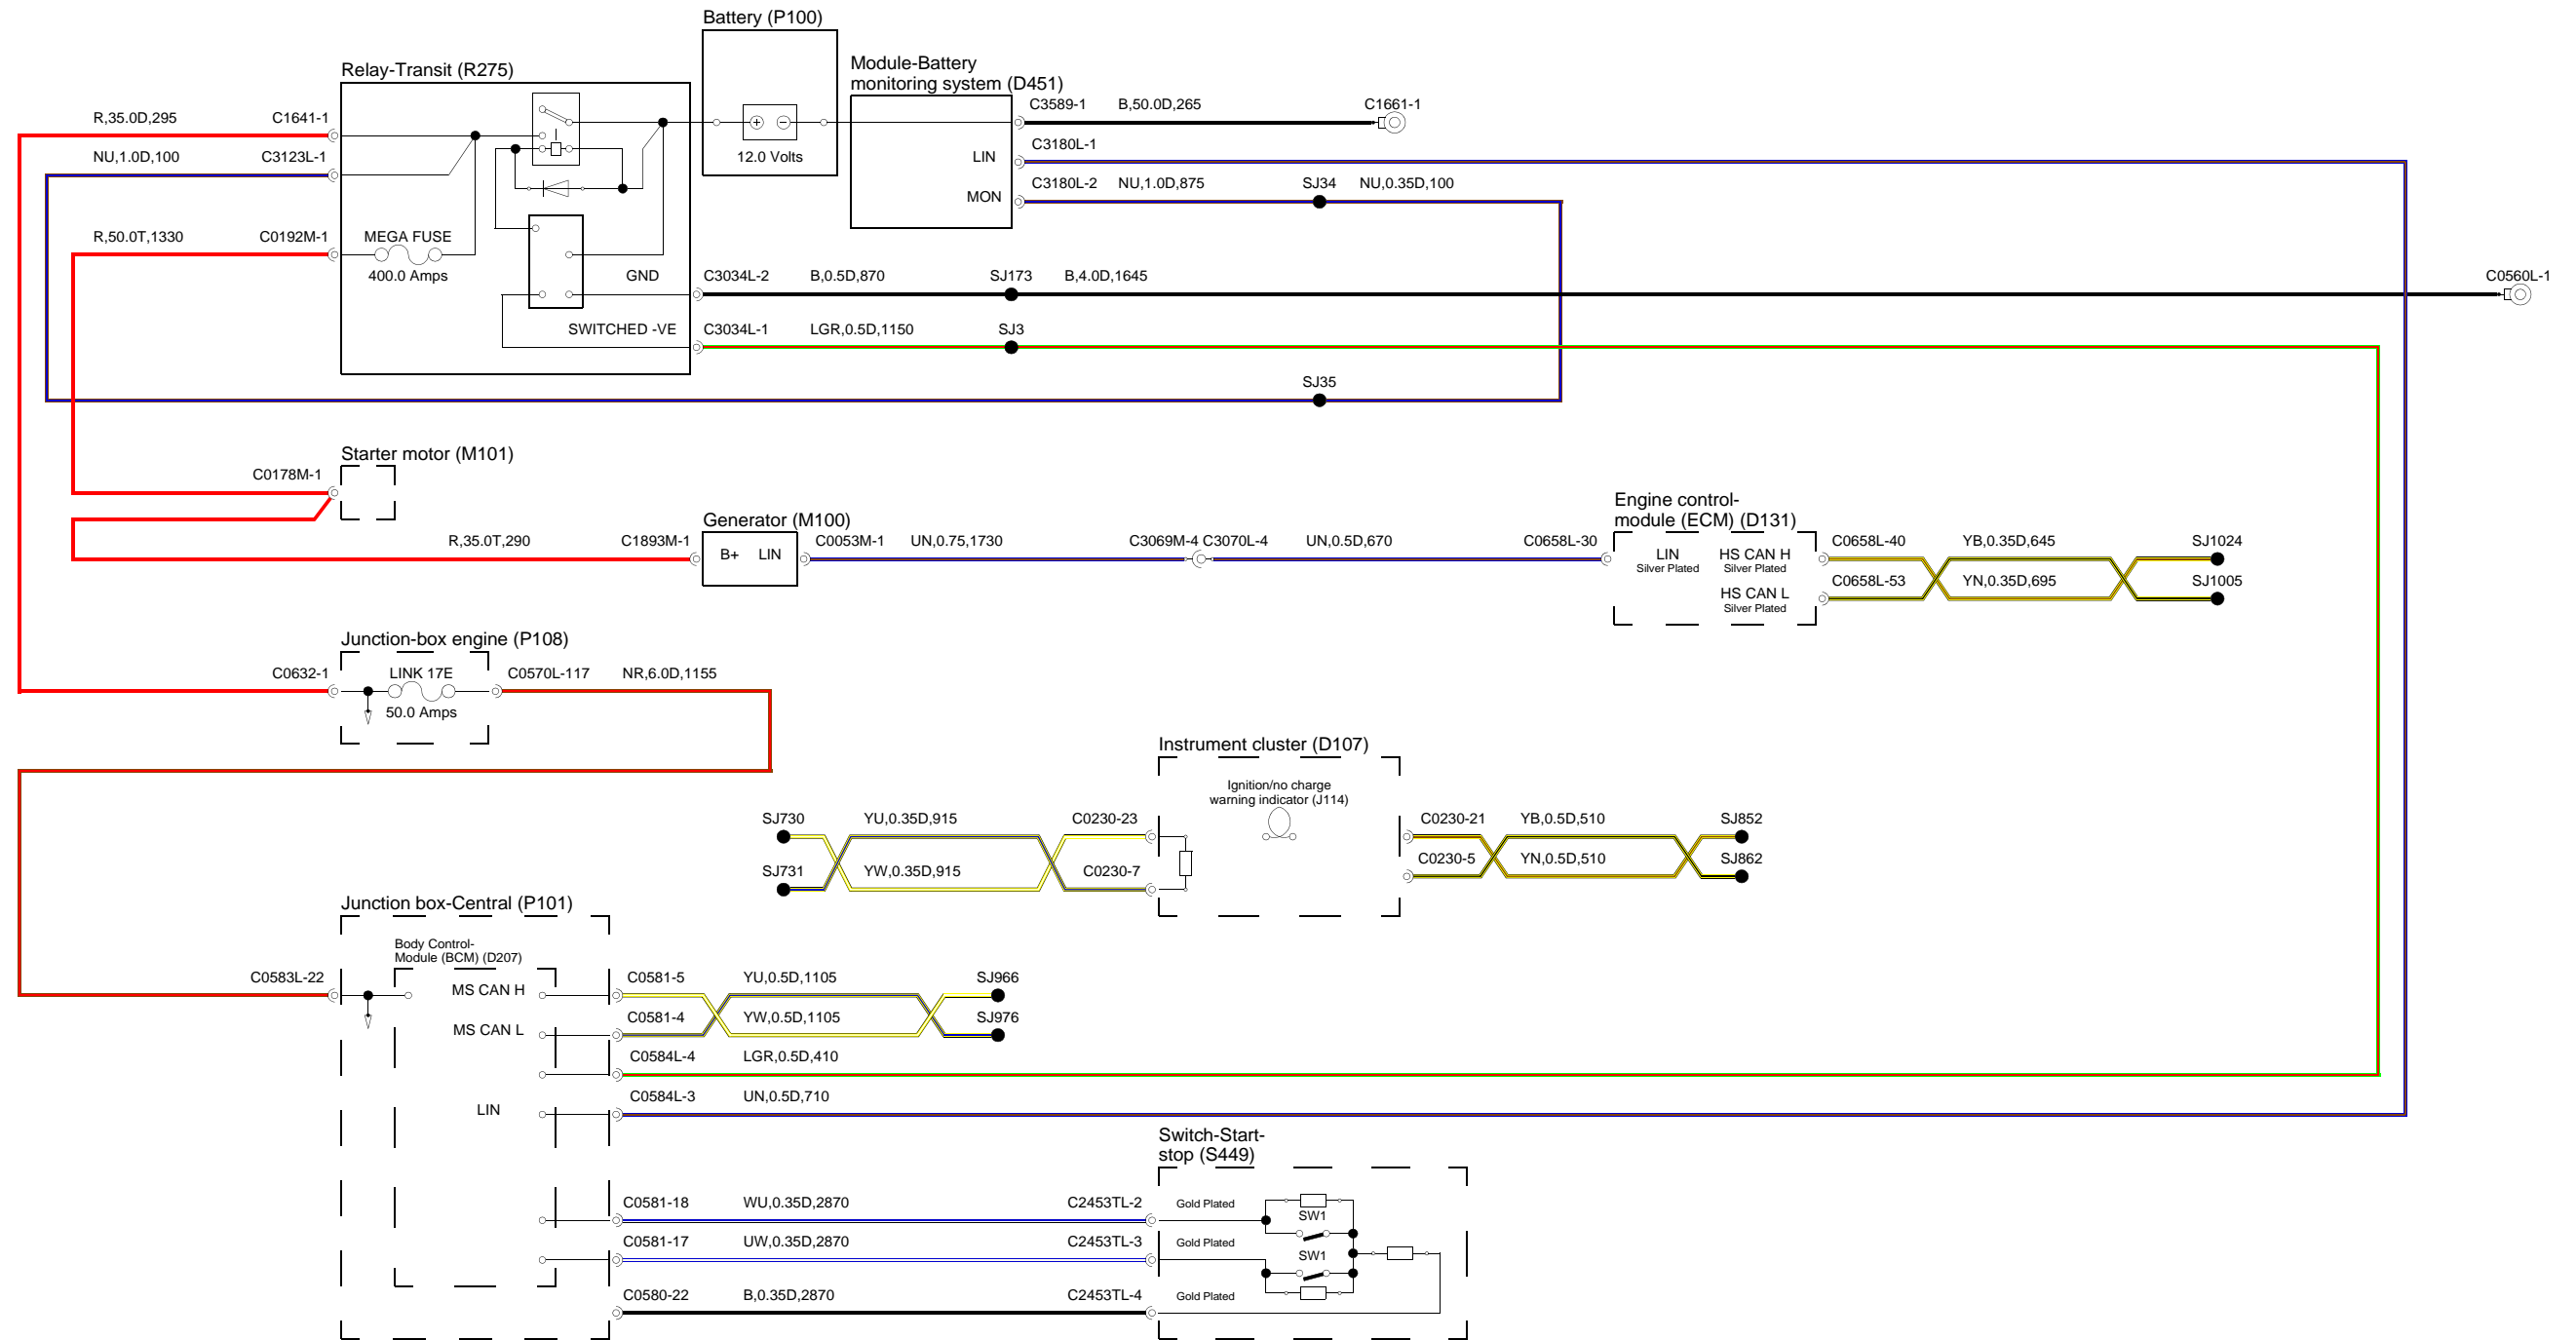 Battery (P100)
12.0 Volts
Module-Battery
monitoring system (D451)
LIN
MON
Relay-Transit (R275)
MEGA FUSE
400.0 Amps
GND
SWITCHED -VE
R,35.0D,295
C1641-1
NU,1.0D,100
C3123L-1
R,50.0T,1330
C0192M-1
C3589-1
B,50.0D,265
C1661-1
C3180L-1
C3180L-2
NU,1.0D,875
SJ34
NU,0.35D,100
C3034L-2
B,0.5D,870
SJ173
B,4.0D,1645
C0560L-1
C3034L-1
LGR,0.5D,1150
SJ3
SJ35
Starter motor (M101)
C0178M-1
R,35.0T,290
C1893M-1
Generator (M100)
B+
LIN
C0053M-1
UN,0.75,1730
C3069M-4
C3070L-4
UN,0.5D,670
C0658L-30
Engine control-
module (ECM) (D131)
LIN
Silver Plated
HS CAN H
Silver Plated
HS CAN L
Silver Plated
C0658L-40
YB,0.35D,645
SJ1024
C0658L-53
YN,0.35D,695
SJ1005
Junction-box engine (P108)
C0632-1
LINK 17E
50.0 Amps
C0570L-117
NR,6.0D,1155
Instrument cluster (D107)
Ignition/no charge
warning indicator (J114)
SJ730
YU,0.35D,915
C0230-23
SJ731
YW,0.35D,915
C0230-7
C0230-21
YB,0.5D,510
SJ852
C0230-5
YN,0.5D,510
SJ862
Junction box-Central (P101)
Body Control-
Module (BCM) (D207)
C0583L-22
MS CAN H
C0581-5
YU,0.5D,1105
SJ966
MS CAN L
C0581-4
YW,0.5D,1105
SJ976
C0584L-4
LGR,0.5D,410
LIN
C0584L-3
UN,0.5D,710
Switch-Start-
stop (S449)
C0581-18
WU,0.35D,2870
C2453TL-2
Gold Plated
SW1
C0581-17
UW,0.35D,2870
C2453TL-3
Gold Plated
SW1
C0580-22
B,0.35D,2870
C2453TL-4
Gold Plated